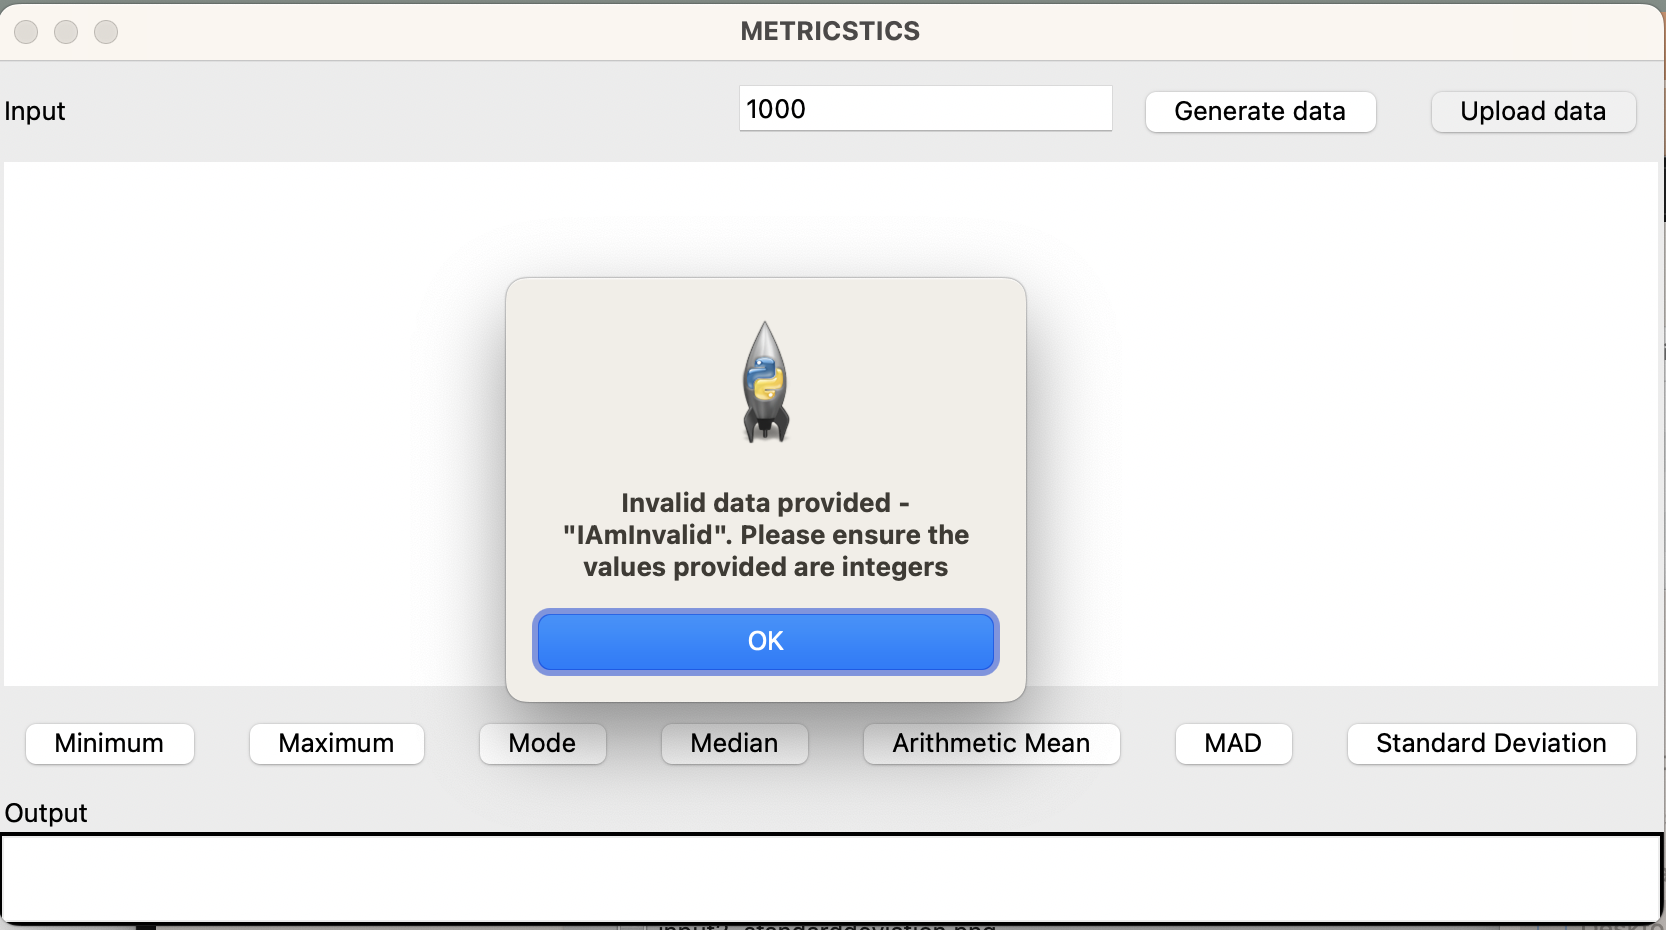 METRICSTICS
Input
1000
Generate data
Upload data
Invalid data provided -
"IAmInvalid". Please ensure the
values provided are integers
OK
Minimum
Maximum
Mode
Median
Arithmetic Mean
MAD
Standard Deviation
Output